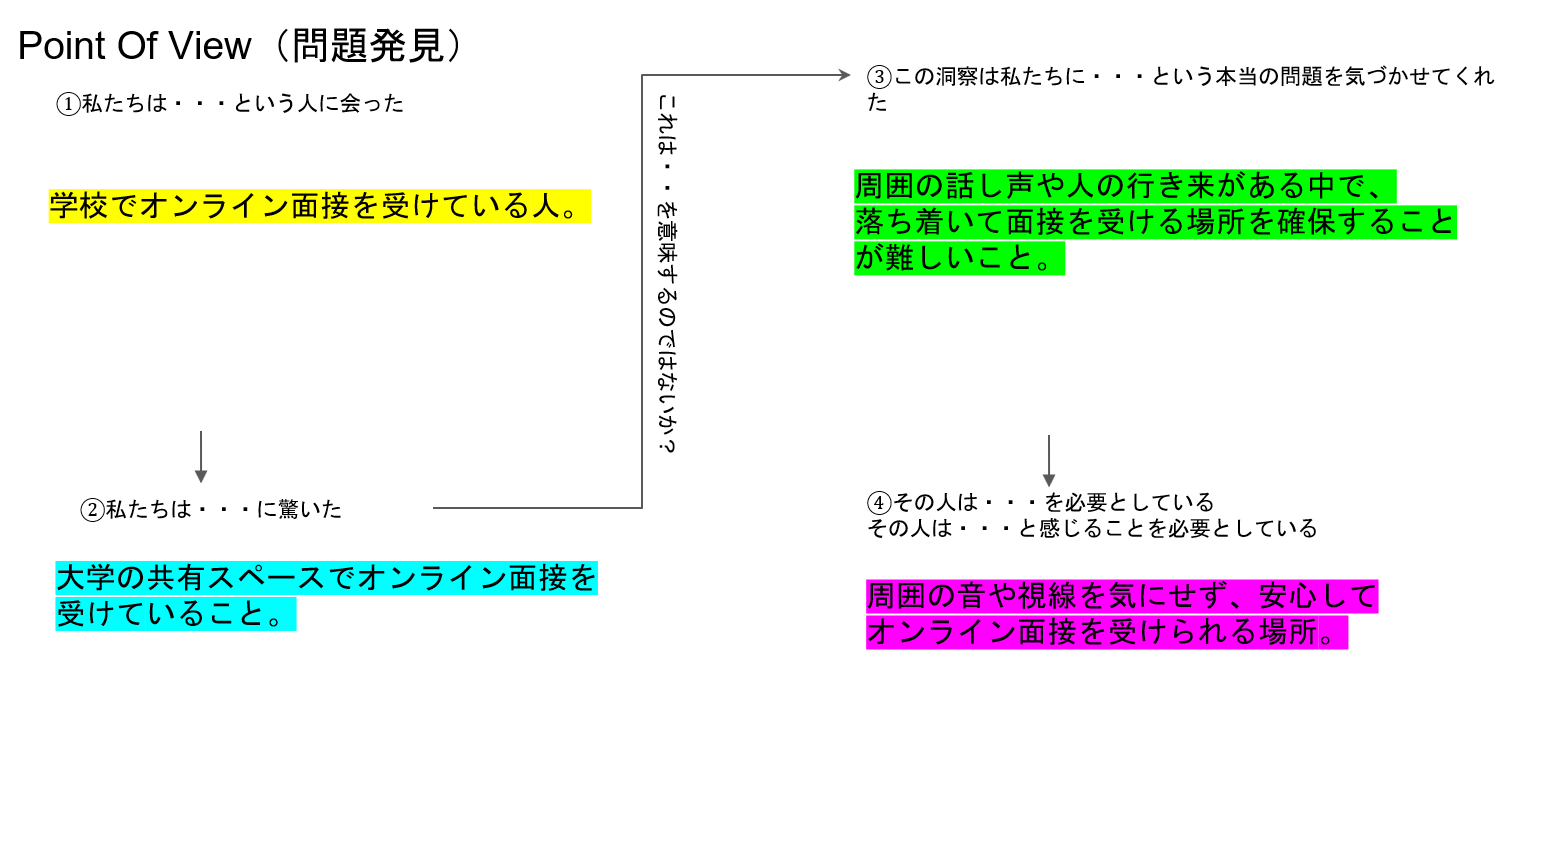 Point Of View（問題発見）
①私たちは・・・という人に会った
学校でオンライン面接を受けている人。
②私たちは・・・に驚いた
大学の共有スペースでオンライン面接を
受けていること。
これは・・を意味するのではないか？
③この洞察は私たちに・・・という本当の問題を気づかせてくれ
た
周囲の話し声や人の行き来がある中で、
落ち着いて面接を受ける場所を確保すること
が難しいこと。
④その人は・・・を必要としている
その人は・・・と感じることを必要としている
周囲の音や視線を気にせず、安心して
オンライン面接を受けられる場所。